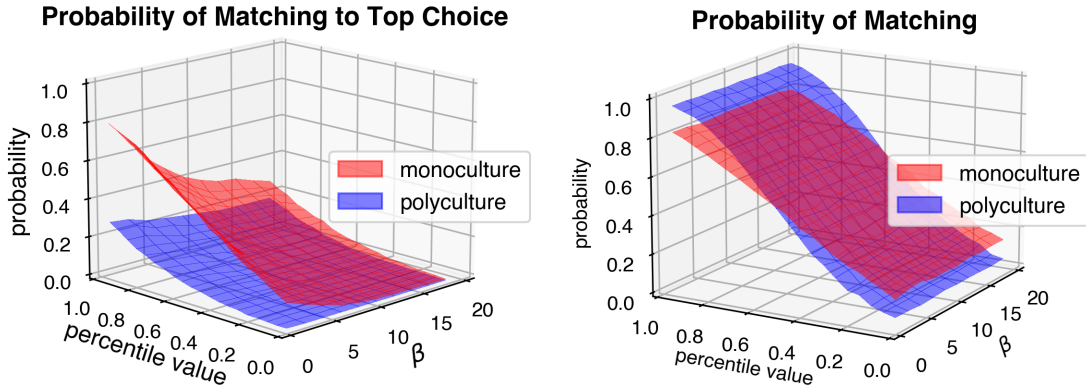 Probability of Matching to Top Choice
1.0
0.8
0.6
0.4
0.2
0.0
probability
1.0
0.8
0.6
0.4
0.2
0.0
percentile value
0
5
10
15
20
β
monoculture
polyculture
Probability of Matching
1.0
0.8
0.6
0.4
0.2
0.0
probability
1.0
0.8
0.6
0.4
0.2
0.0
percentile value
0
5
10
15
20
β
monoculture
polyculture